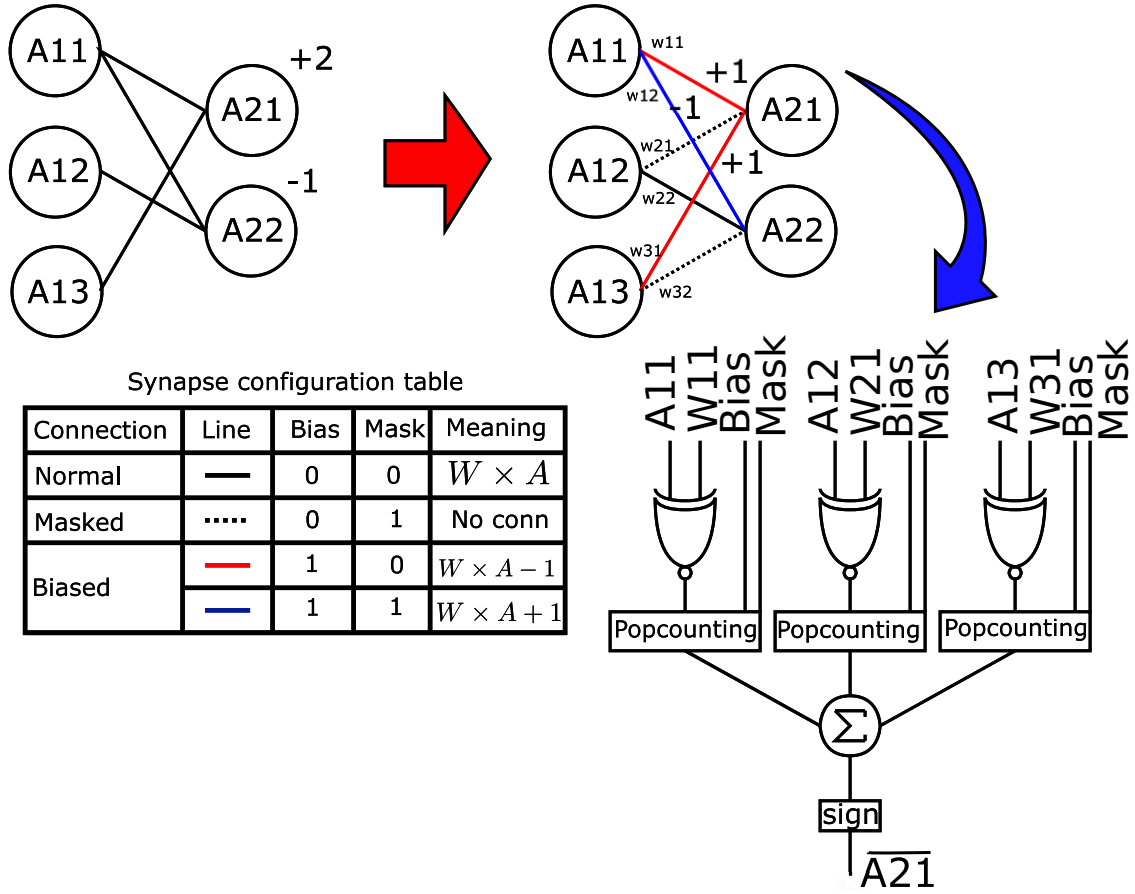 A11
A21
+2
A12
A22
-1
A13
A11
w11
+1
A21
w12
-1
w21
A12
+1
w22
A22
w31
A13
w32
Synapse configuration table
Connection Line Bias Mask Meaning
Normal 0 0 W × A
Masked 0 1 No conn
Biased 1 0 W × A − 1
1 1 W × A + 1
A11 W11 Bias Mask A12 W21 Bias Mask A13 W31 Bias Mask
Popcounting Popcounting Popcounting
Σ
sign
A̅2̅1̅